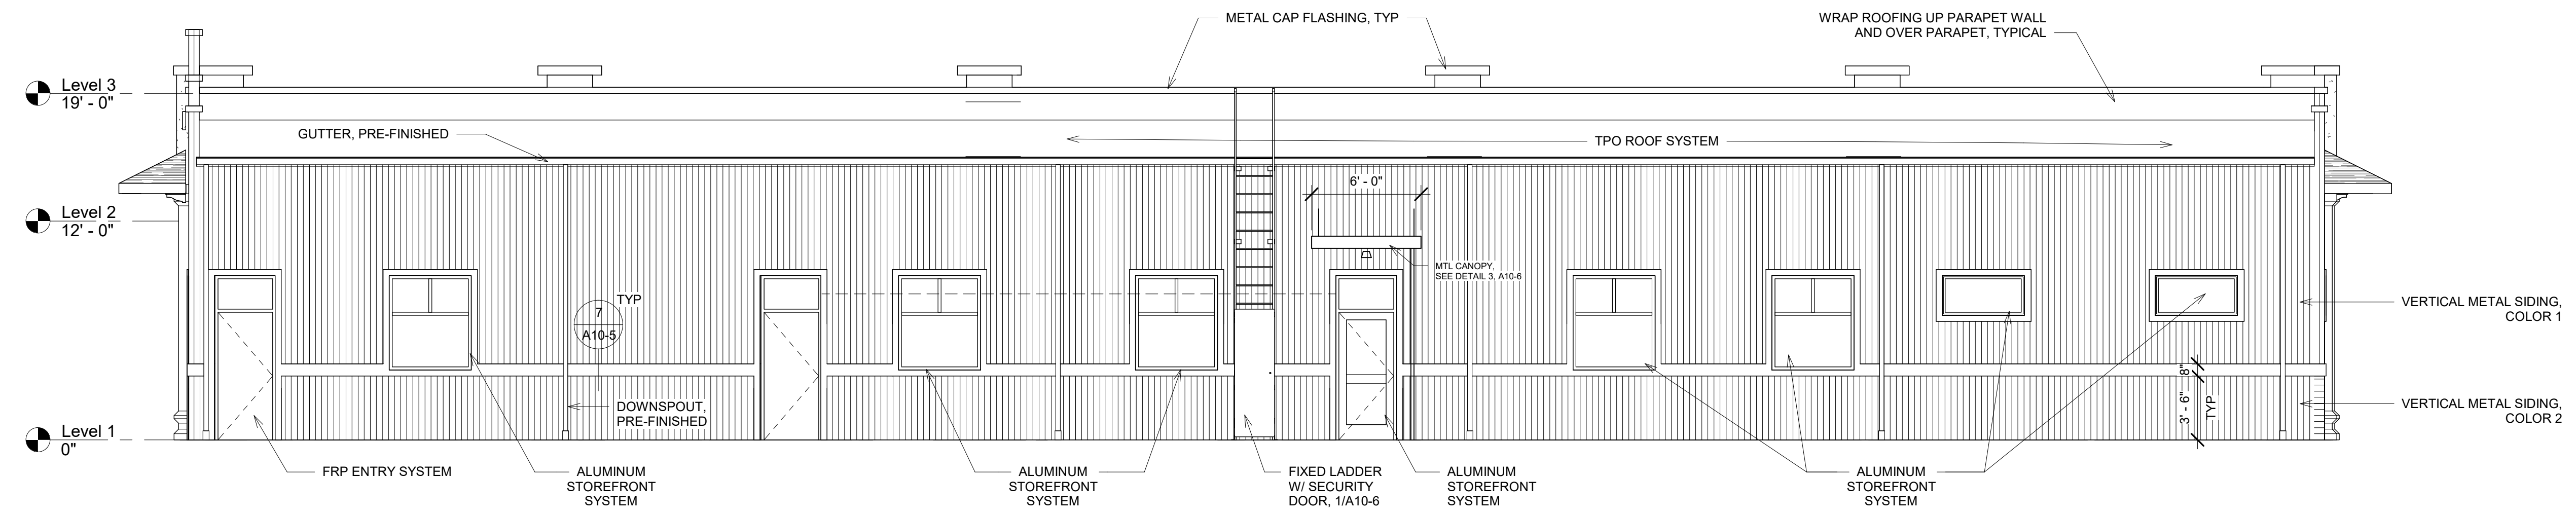 METAL CAP FLASHING, TYP
WRAP ROOFING UP PARAPET WALL
AND OVER PARAPET, TYPICAL
Level 3
19' - 0"
GUTTER, PRE-FINISHED
TPO ROOF SYSTEM
6' - 0"
Level 2
12' - 0"
MTL CANOPY,
SEE DETAIL 3, A10-6
TYP
7
A10-5
VERTICAL METAL SIDING,
COLOR 1
8"
3' - 6"
TYP
DOWNSPOUT,
PRE-FINISHED
VERTICAL METAL SIDING,
COLOR 2
Level 1
0"
FRP ENTRY SYSTEM
ALUMINUM
STOREFRONT
SYSTEM
ALUMINUM
STOREFRONT
SYSTEM
FIXED LADDER
W/ SECURITY
DOOR, 1/A10-6
ALUMINUM
STOREFRONT
SYSTEM
ALUMINUM
STOREFRONT
SYSTEM